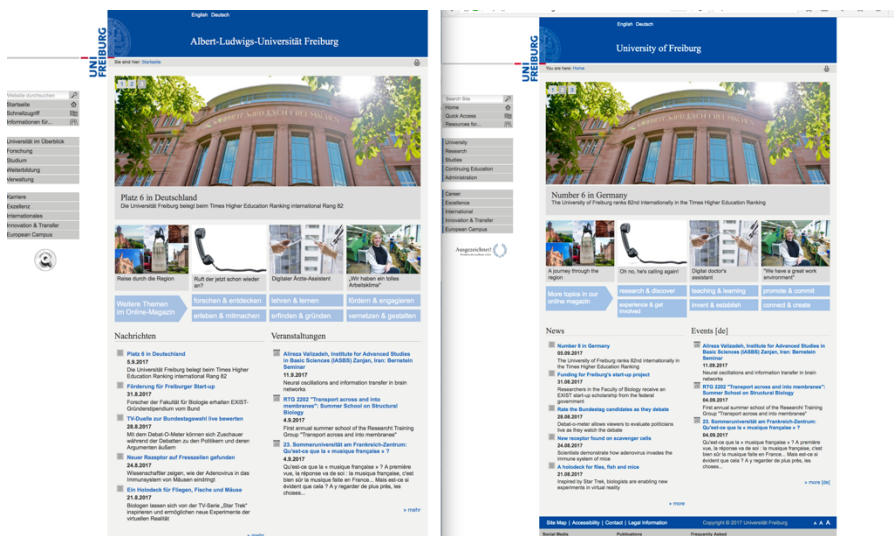 English Deutsch
Albert-Ludwigs-Universität Freiburg
UNI
FREIBURG
Sie sind hier: Startseite
Website durchsuchen
Startseite
Schnellzugriff
Informationen für...
Universität im Überblick
Forschung
Studium
Weiterbildung
Verwaltung
Karriere
Exzellenz
Internationales
Innovation & Transfer
European Campus
1 2 3
Platz 6 in Deutschland
Die Universität Freiburg belegt beim Times Higher Education Ranking international Rang 82
Reise durch die Region
Ruft der jetzt schon wieder
an?
Digitaler Ärzte-Assistent
„Wir haben ein tolles
Arbeitsklima"
Weitere Themen
im Online-Magazin
forschen & entdecken
lehren & lernen
fördern & engagieren
erleben & mitmachen
erfinden & gründen
vernetzen & gestalten
Nachrichten
Platz 6 in Deutschland
5.9.2017
Die Universität Freiburg belegt beim Times Higher
Education Ranking international Rang 82
Förderung für Freiburger Start-up
31.8.2017
Forscher der Fakultät für Biologie erhalten EXIST-
Gründerstipendium vom Bund
TV-Duelle zur Bundestagswahl live bewerten
28.8.2017
Mit dem Debat-O-Meter können sich Zuschauer
während der Debatten zu den Politikern und deren
Argumenten äußern
Neuer Rezeptor auf Fresszellen gefunden
24.8.2017
Wissenschaftler zeigen, wie der Adenovirus in das
Immunsystem von Mäusen eindringt
Ein Holodeck für Fliegen, Fische und Mäuse
21.8.2017
Biologen lassen sich von der TV-Serie „Star Trek"
inspirieren und ermöglichen neue Experimente der
virtuellen Realität
» mehr
Veranstaltungen
Alireza Valizadeh, Institute for Advanced Studies
in Basic Sciences (IASBS) Zanjan, Iran: Bernstein
Seminar
11.9.2017
Neural oscillations and information transfer in brain
networks
RTG 2202 "Transport across and into
membranes": Summer School on Structural
Biology
4.9.2017
First annual summer school of the Researcht Training
Group "Transport across and into membranes"
23. Sommeruniversität am Frankreich-Zentrum:
Qu'est-ce que la « musique française » ?
4.9.2017
Qu'est-ce que la « musique française » ? A première
vue, la réponse va de soi : la musique française, c'est
bien sûr la musique faite en France... Mais est-ce si
évident que cela ? A y regarder de plus près, les
choses...
» mehr
English Deutsch
University of Freiburg
UNI
FREIBURG
You are here: Home
Search Site
Home
Quick Access
Resources for...
University
Research
Studies
Continuing Education
Administration
Career
Excellence
International
Innovation & Transfer
European Campus
Ausgezeichnet!
1 2 3
Number 6 in Germany
The University of Freiburg ranks 82nd internationally in the Times Higher Education Ranking
A journey through the
region
Oh no, he's calling again!
Digital doctor's
assistant
"We have a great work
environment"
More topics in our
online magazin
research & discover
teaching & learning
promote & commit
experience & get
involved
invent & establish
connect & create
News
Number 6 in Germany
05.09.2017
The University of Freiburg ranks 82nd internationally in
the Times Higher Education Ranking
Funding for Freiburg's start-up project
31.08.2017
Researchers in the Faculty of Biology receive an
EXIST start-up scholarship from the federal
government
Rate the Bundestag candidates as they debate
28.08.2017
Debat-o-meter allows viewers to evaluate politicians
live as they watch the debate
New receptor found on scavenger cells
24.08.2017
Scientists demonstrate how adenovirus invades the
immune system of mice
A holodeck for flies, fish and mice
21.08.2017
Inspired by Star Trek, biologists are enabling new
experiments in virtual reality
» more
Events [de]
Alireza Valizadeh, Institute for Advanced Studies in
Basic Sciences (IASBS) Zanjan, Iran: Bernstein
Seminar
11.09.2017
Neural oscillations and information transfer in brain
networks
RTG 2202 "Transport across and into membranes":
Summer School on Structural Biology
04.09.2017
First annual summer school of the Researcht Training
Group "Transport across and into membranes"
23. Sommeruniversität am Frankreich-Zentrum:
Qu'est-ce que la « musique française » ?
04.09.2017
Qu'est-ce que la « musique française » ? A première
vue, la réponse va de soi : la musique française, c'est
bien sûr la musique faite en France... Mais est-ce si
évident que cela ? A y regarder de plus près, les
choses...
» more [de]
Site Map | Accessibility | Contact | Legal Information
Copyright © 2017 Universität Freiburg
A A A
Social Media
Publications
Frequently Asked